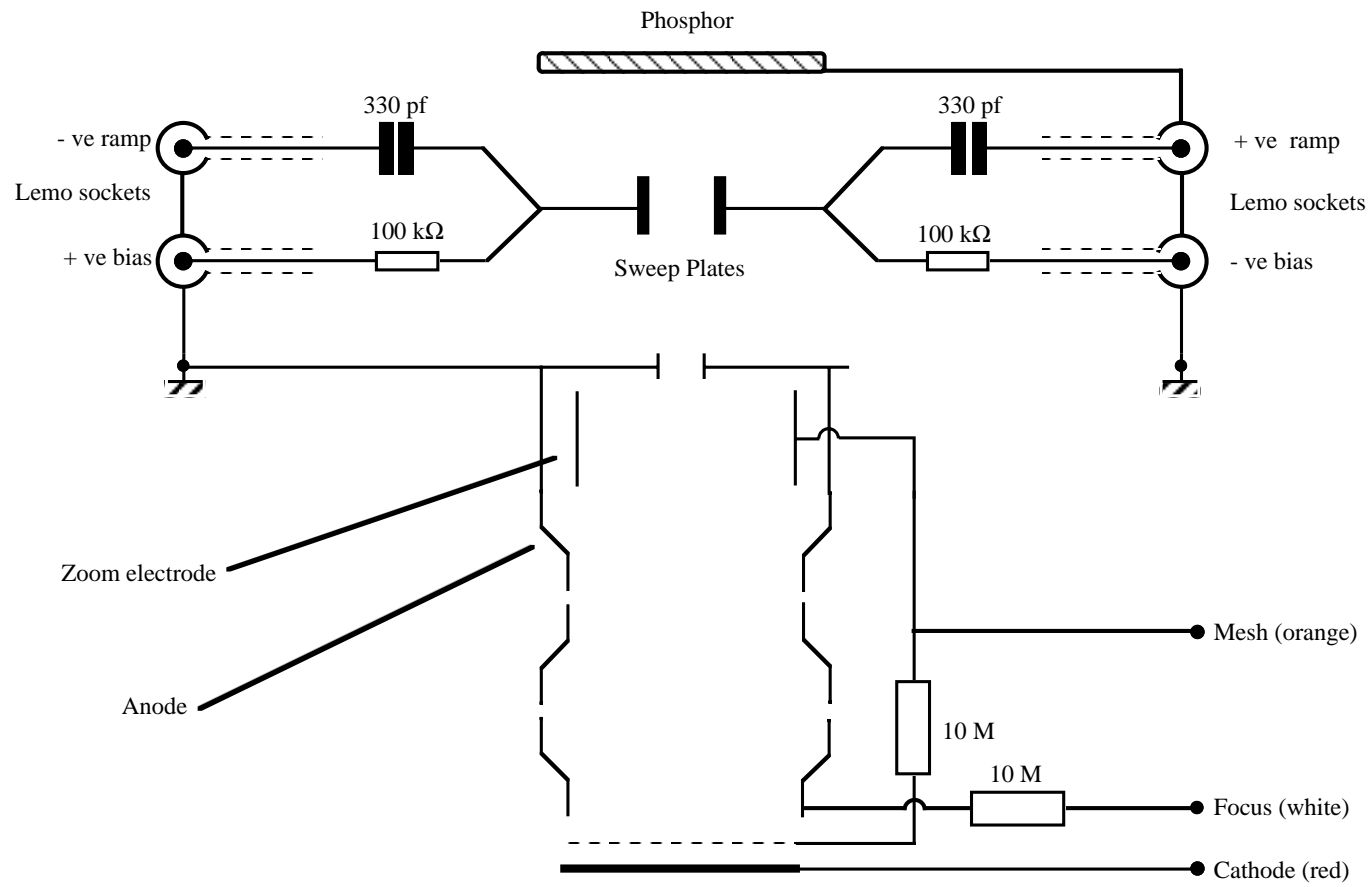 Phosphor
330 pf
330 pf
- ve ramp
+ ve ramp
Lemo sockets
Lemo sockets
100 kΩ
100 kΩ
+ ve bias
- ve bias
Sweep Plates
Zoom electrode
Mesh (orange)
Anode
10 M
10 M
Focus (white)
Cathode (red)